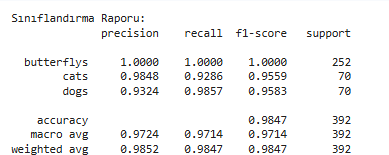 Sınıflandırma Raporu:
precision recall f1-score support
butterflys 1.0000 1.0000 1.0000 252
cats 0.9848 0.9286 0.9559 70
dogs 0.9324 0.9857 0.9583 70
accuracy 0.9847 392
macro avg 0.9724 0.9714 0.9714 392
weighted avg 0.9852 0.9847 0.9847 392